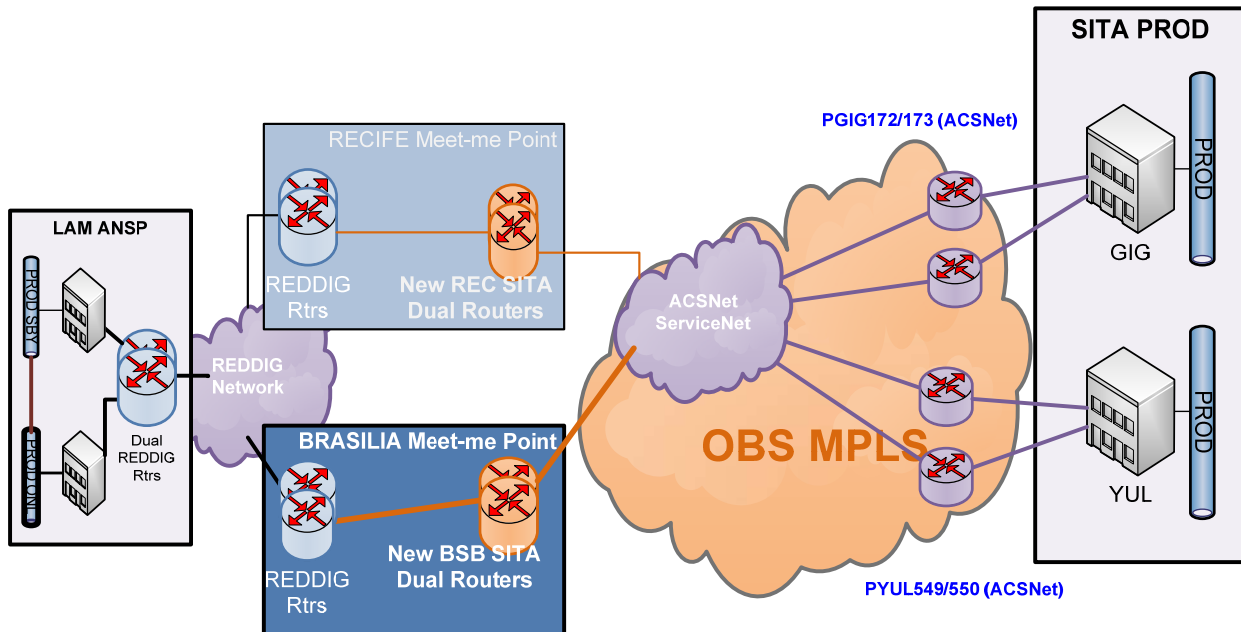 SITA PROD
PGIG172/173 (ACSNet)
RECIFE Meet-me Point
PROD
GIG
LAM ANSP
REDDIG
Rtrs
New REC SITA
Dual Routers
PROD SBY
ACSNet
ServiceNet
REDDIG
Network
PROD
OBS MPLS
BRASILIA Meet-me Point
Dual
REDDIG
Rtrs
PROD ONL
YUL
New BSB SITA
Dual Routers
REDDIG
Rtrs
PYUL549/550 (ACSNet)